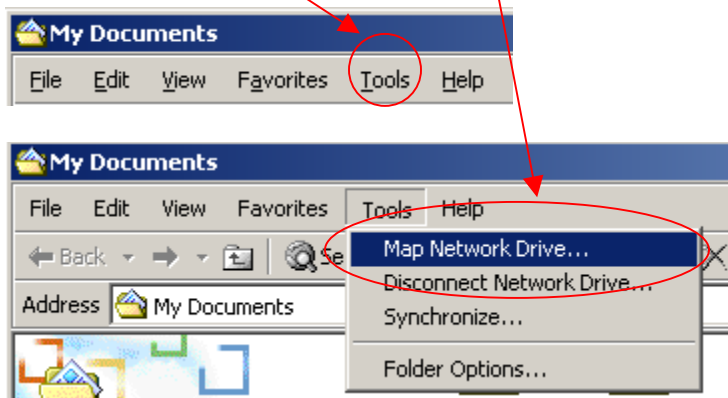 My Documents
File Edit View Favorites Tools Help
My Documents
File Edit View Favorites Tools Help
Back Se
Map Network Drive...
Disconnect Network Drive...
Address My Documents
Synchronize...
Folder Options...